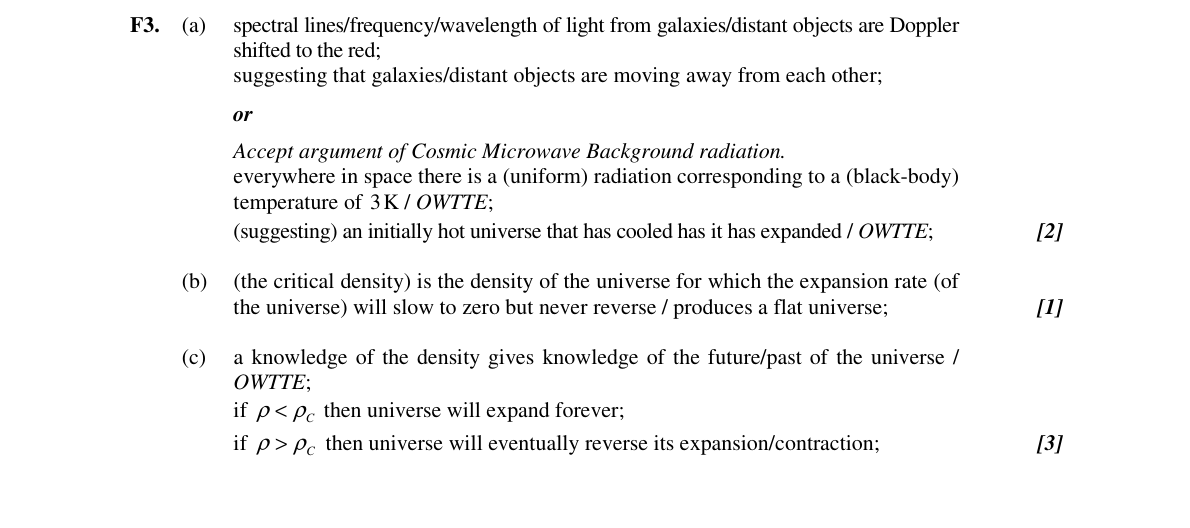 F3. (a) spectral lines/frequency/wavelength of light from galaxies/distant objects are Doppler
shifted to the red;
suggesting that galaxies/distant objects are moving away from each other;
or
Accept argument of Cosmic Microwave Background radiation.
everywhere in space there is a (uniform) radiation corresponding to a (black-body)
temperature of 3 K / OWTTE;
(suggesting) an initially hot universe that has cooled has it has expanded / OWTTE; [2]
(b) (the critical density) is the density of the universe for which the expansion rate (of
the universe) will slow to zero but never reverse / produces a flat universe; [1]
(c) a knowledge of the density gives knowledge of the future/past of the universe /
OWTTE;
if ρ < ρC then universe will expand forever;
if ρ > ρC then universe will eventually reverse its expansion/contraction; [3]